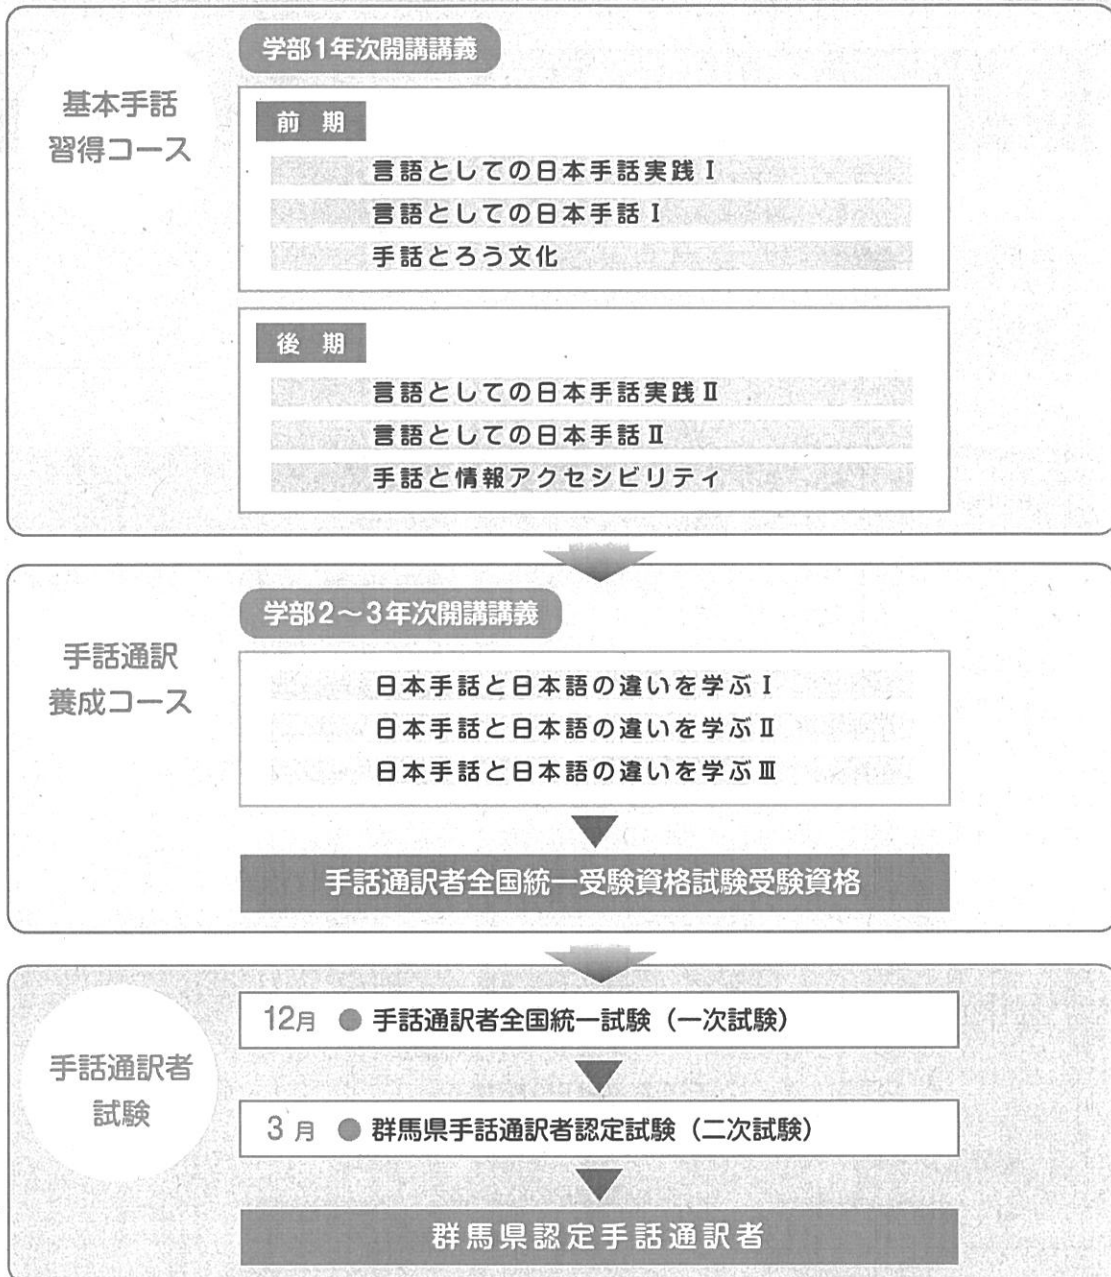 基本手話
習得コース
学部1年次開講講義
前 期
言語としての日本手話実践Ⅰ
言語としての日本手話Ⅰ
手話とろう文化
後 期
言語としての日本手話実践Ⅱ
言語としての日本手話Ⅱ
手話と情報アクセシビリティ
手話通訳
養成コース
学部2～3年次開講講義
日本手話と日本語の違いを学ぶⅠ
日本手話と日本語の違いを学ぶⅡ
日本手話と日本語の違いを学ぶⅢ
手話通訳者全国統一受験資格試験受験資格
手話通訳者
試験
12月 ● 手話通訳者全国統一試験（一次試験）
3 月 ● 群馬県手話通訳者認定試験（二次試験）
群馬県認定手話通訳者